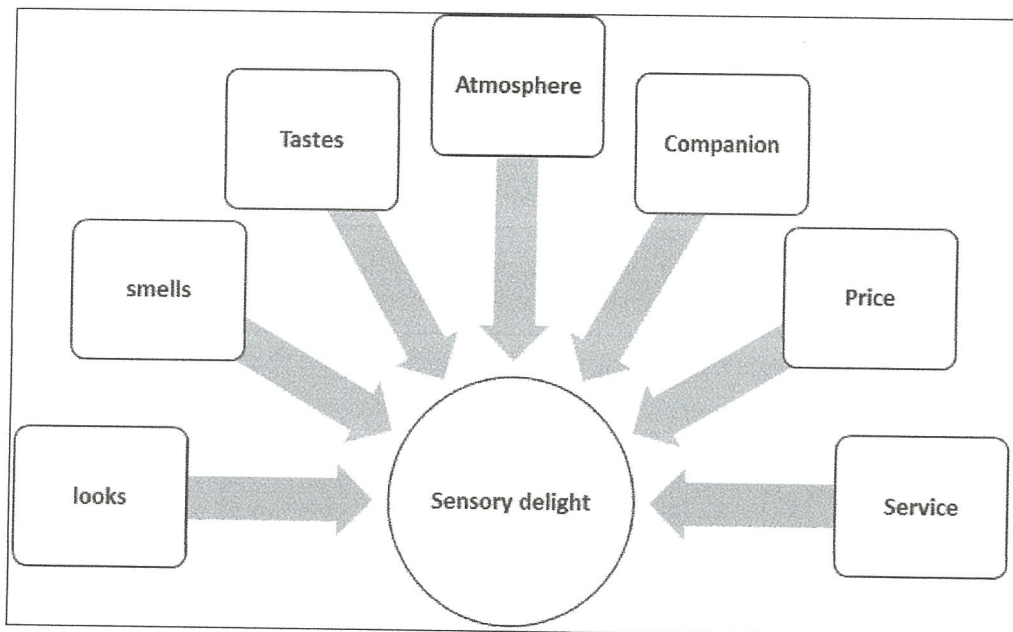 Atmosphere
Tastes
Companion
smells
Price
looks
Sensory delight
Service